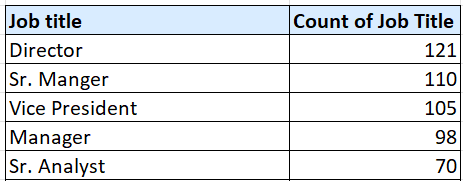 Job title Count of Job Title
Director 121
Sr. Manger 110
Vice President 105
Manager 98
Sr. Analyst 70